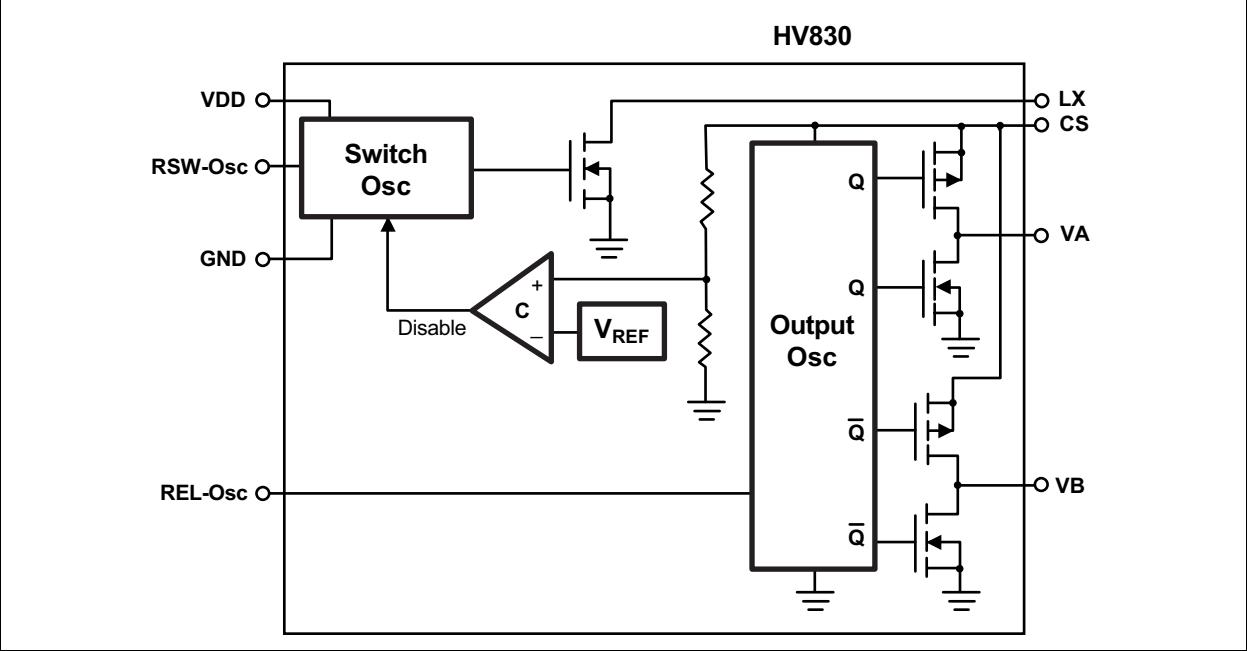 HV830
VDD
RSW-Osc
GND
Switch
Osc
LX
CS
VA
VB
Disable
+
C
–
VREF
Output
Osc
Q
Q
Q̅
Q̅
REL-Osc